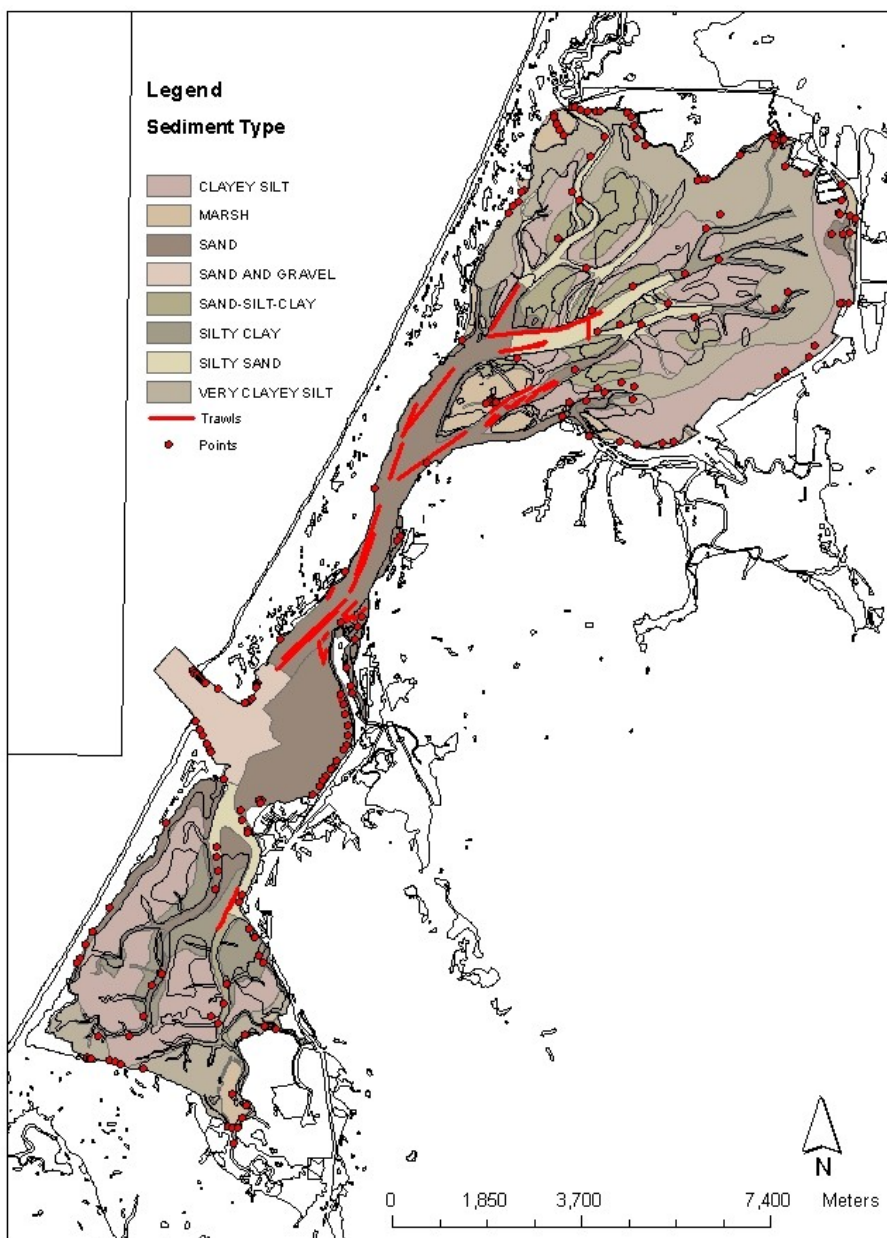 Legend
Sediment Type
CLAYEY SILT
MARSH
SAND
SAND AND GRAVEL
SAND-SILT-CLAY
SILTY CLAY
SILTY SAND
VERY CLAYEY SILT
Trawls
Points
N
0 1,850 3,700 7,400 Meters